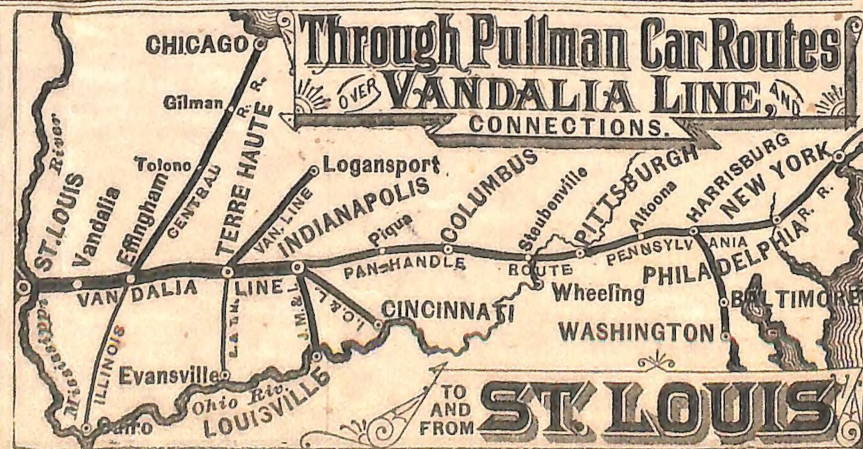 Through Pullman Car Routes
OVER VANDALIA LINE, AND
CONNECTIONS.
CHICAGO
Gilman
R. R.
Tolono
CENTRAL
ILLINOIS
Mississippi
River
ST. LOUIS
Vandalia
Effingham
TERRE HAUTE
VAN. LINE
Logansport
INDIANAPOLIS
Piqua
COLUMBUS
Steubenville
PITTSBURGH
Altoona
HARRISBURG
NEW YORK
VANDALIA LINE
PAN-HANDLE ROUTE
PENNSYLVANIA R. R.
PHILADELPHIA
Wheeling
BALTIMORE
WASHINGTON
CINCINNATI
J.M.& I.
Evansville
Ohio Riv.
LOUISVILLE
Cairo
TO
AND
FROM
ST. LOUIS